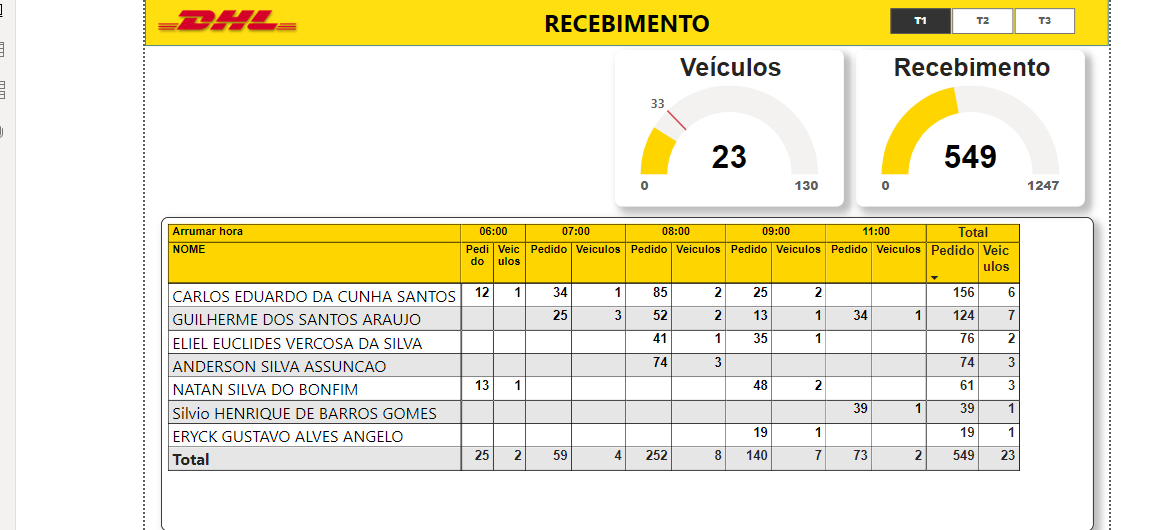 DHL
RECEBIMENTO
T1 T2 T3
Veículos
33
23
0 130
Recebimento
549
0 1247
Arrumar hora 06:00 07:00 08:00 09:00 11:00 Total
NOME Pedi do Veic ulos Pedido Veiculos Pedido Veiculos Pedido Veiculos Pedido Veiculos Pedido Veic ulos
CARLOS EDUARDO DA CUNHA SANTOS 12 1 34 1 85 2 25 2 156 6
GUILHERME DOS SANTOS ARAUJO 25 3 52 2 13 1 34 1 124 7
ELIEL EUCLIDES VERCOSA DA SILVA 41 1 35 1 76 2
ANDERSON SILVA ASSUNCAO 74 3 74 3
NATAN SILVA DO BONFIM 13 1 48 2 61 3
Silvio HENRIQUE DE BARROS GOMES 39 1 39 1
ERYCK GUSTAVO ALVES ANGELO 19 1 19 1
Total 25 2 59 4 252 8 140 7 73 2 549 23